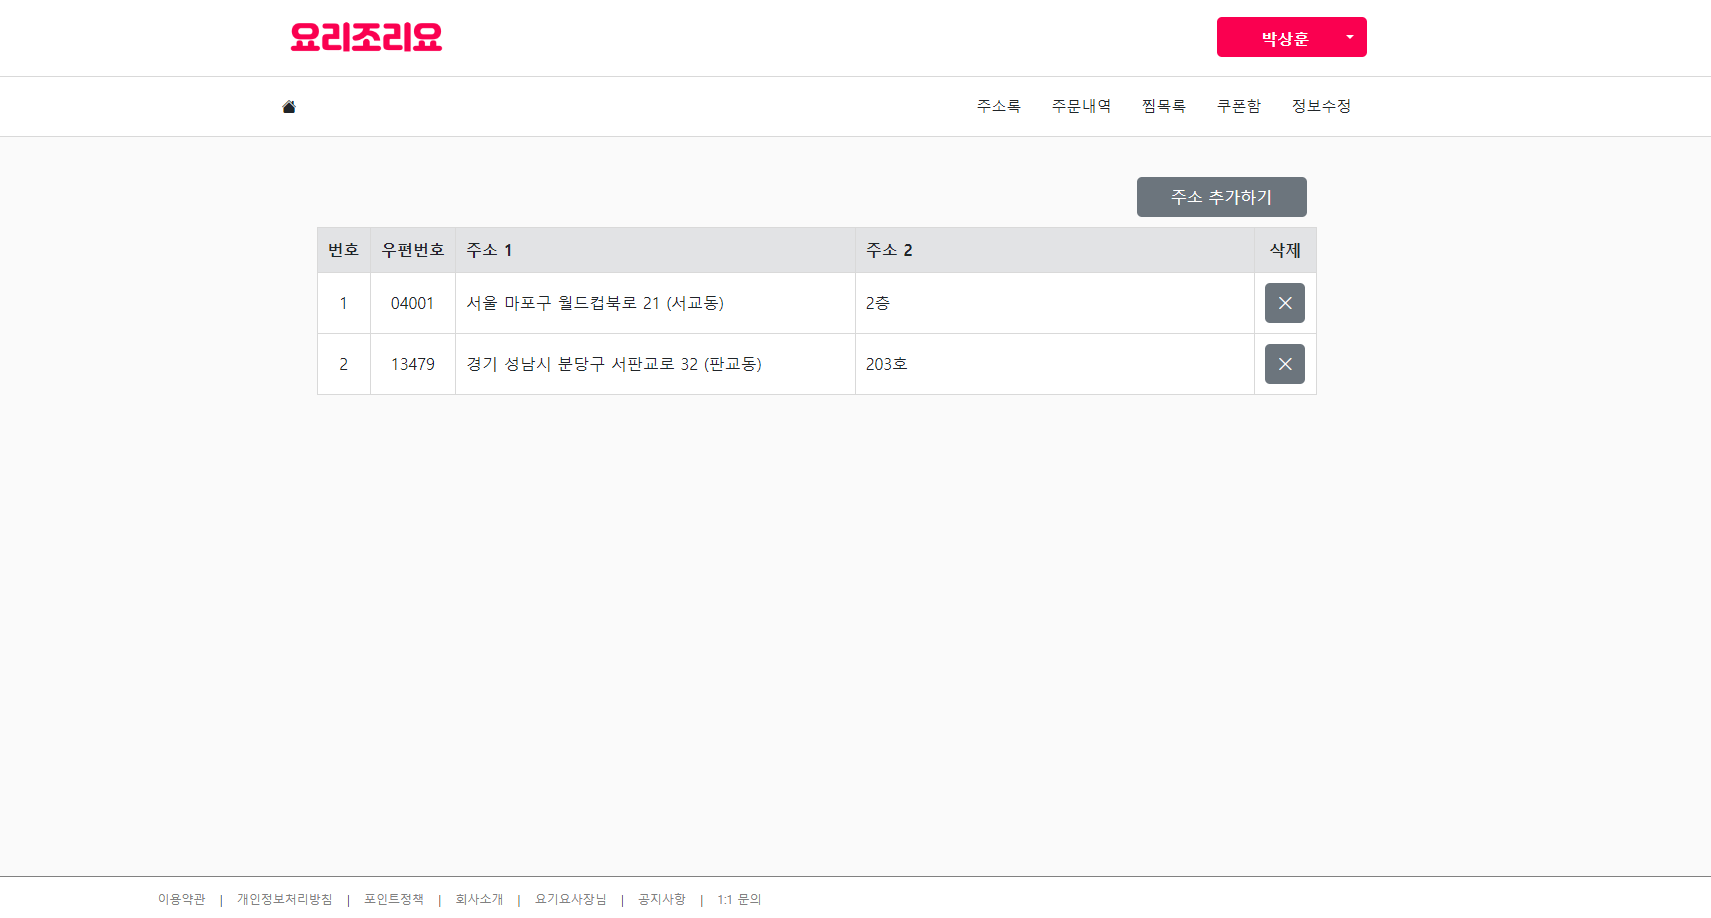 요리조리요
박상훈
주소록 주문내역 찜목록 쿠폰함 정보수정
주소 추가하기
번호 우편번호 주소 1 주소 2 삭제
1 04001 서울 마포구 월드컵북로 21 (서교동) 2층
2 13479 경기 성남시 분당구 서판교로 32 (판교동) 203호
이용약관 | 개인정보처리방침 | 포인트정책 | 회사소개 | 요기요사장님 | 공지사항 | 1:1 문의